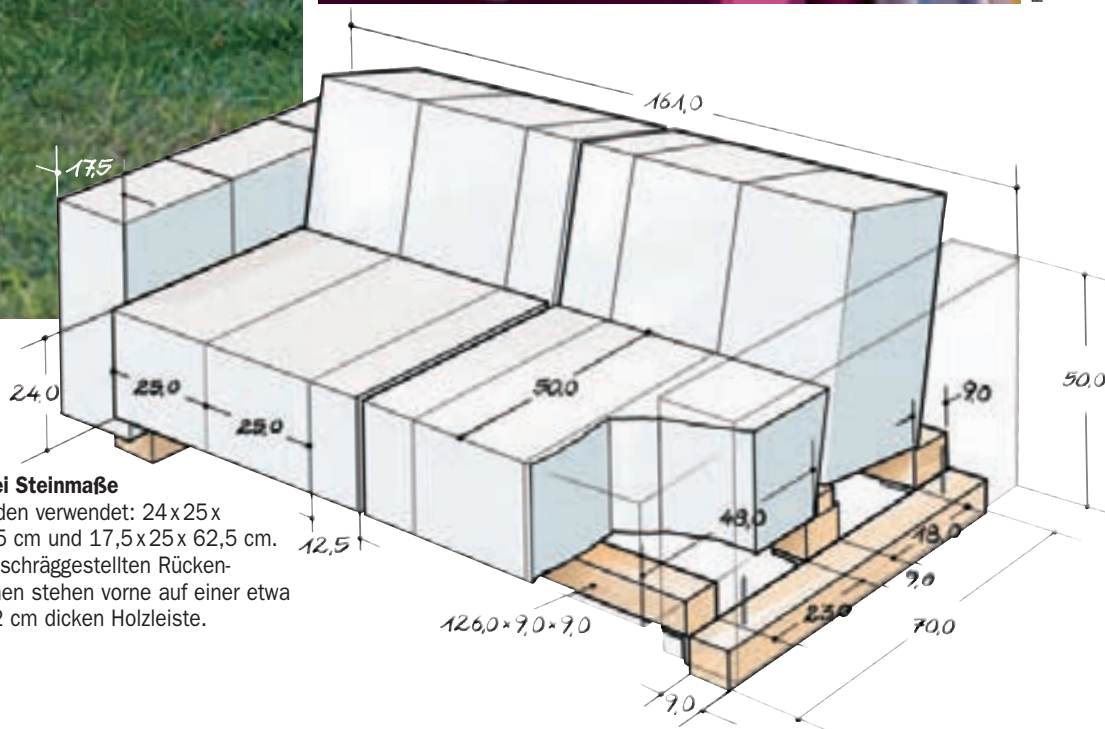 161,0
17,5
24,0
25,0
25,0
50,0
9,0
50,0
12,5
48,0
18,0
9,0
23,0
70,0
126,0 × 9,0 × 9,0
9,0
ei Steinmaße
den verwendet: 24 x 25 x
5 cm und 17,5 x 25 x 62,5 cm.
schräggestellten Rücken-
nen stehen vorne auf einer etwa
2 cm dicken Holzleiste.